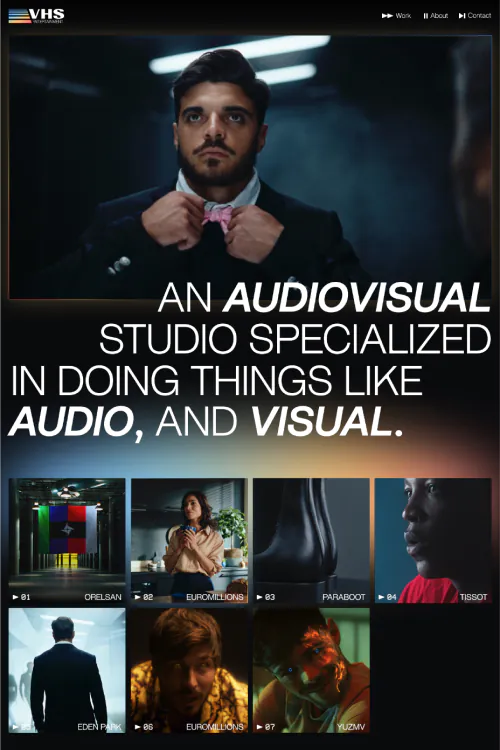 VHS
ENTERTAINMENT
Work
About
Contact
AN AUDIOVISUAL
STUDIO SPECIALIZED
IN DOING THINGS LIKE
AUDIO, AND VISUAL.
01 ORELSAN
02 EUROMILLIONS
03 PARABOOT
04 TISSOT
05 EDEN PARK
06 EUROMILLIONS
07 YUZMV